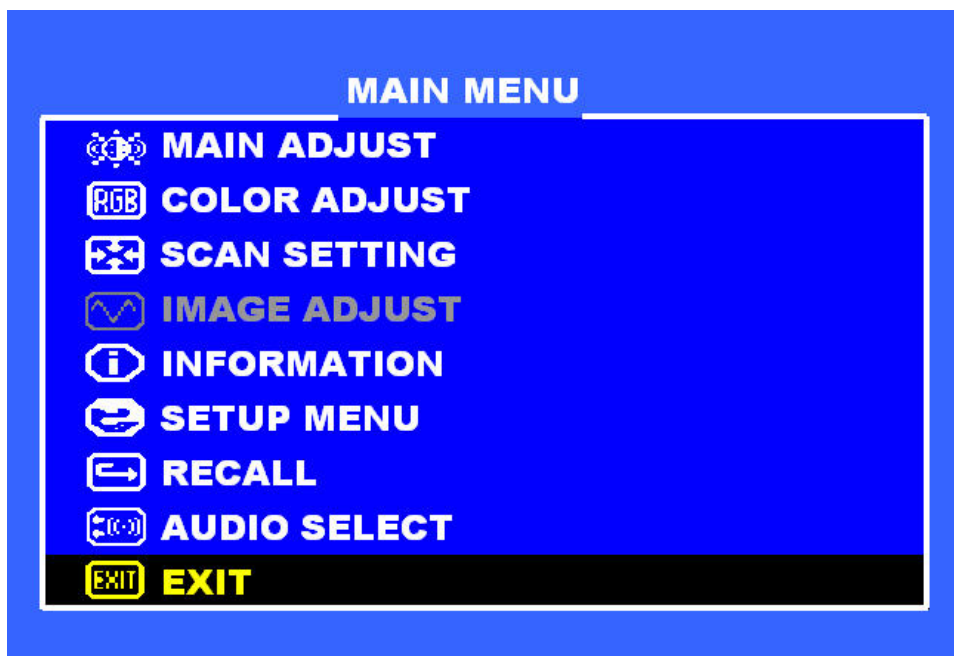 MAIN MENU
MAIN ADJUST
RGB COLOR ADJUST
SCAN SETTING
IMAGE ADJUST
i INFORMATION
SETUP MENU
RECALL
AUDIO SELECT
EXIT EXIT